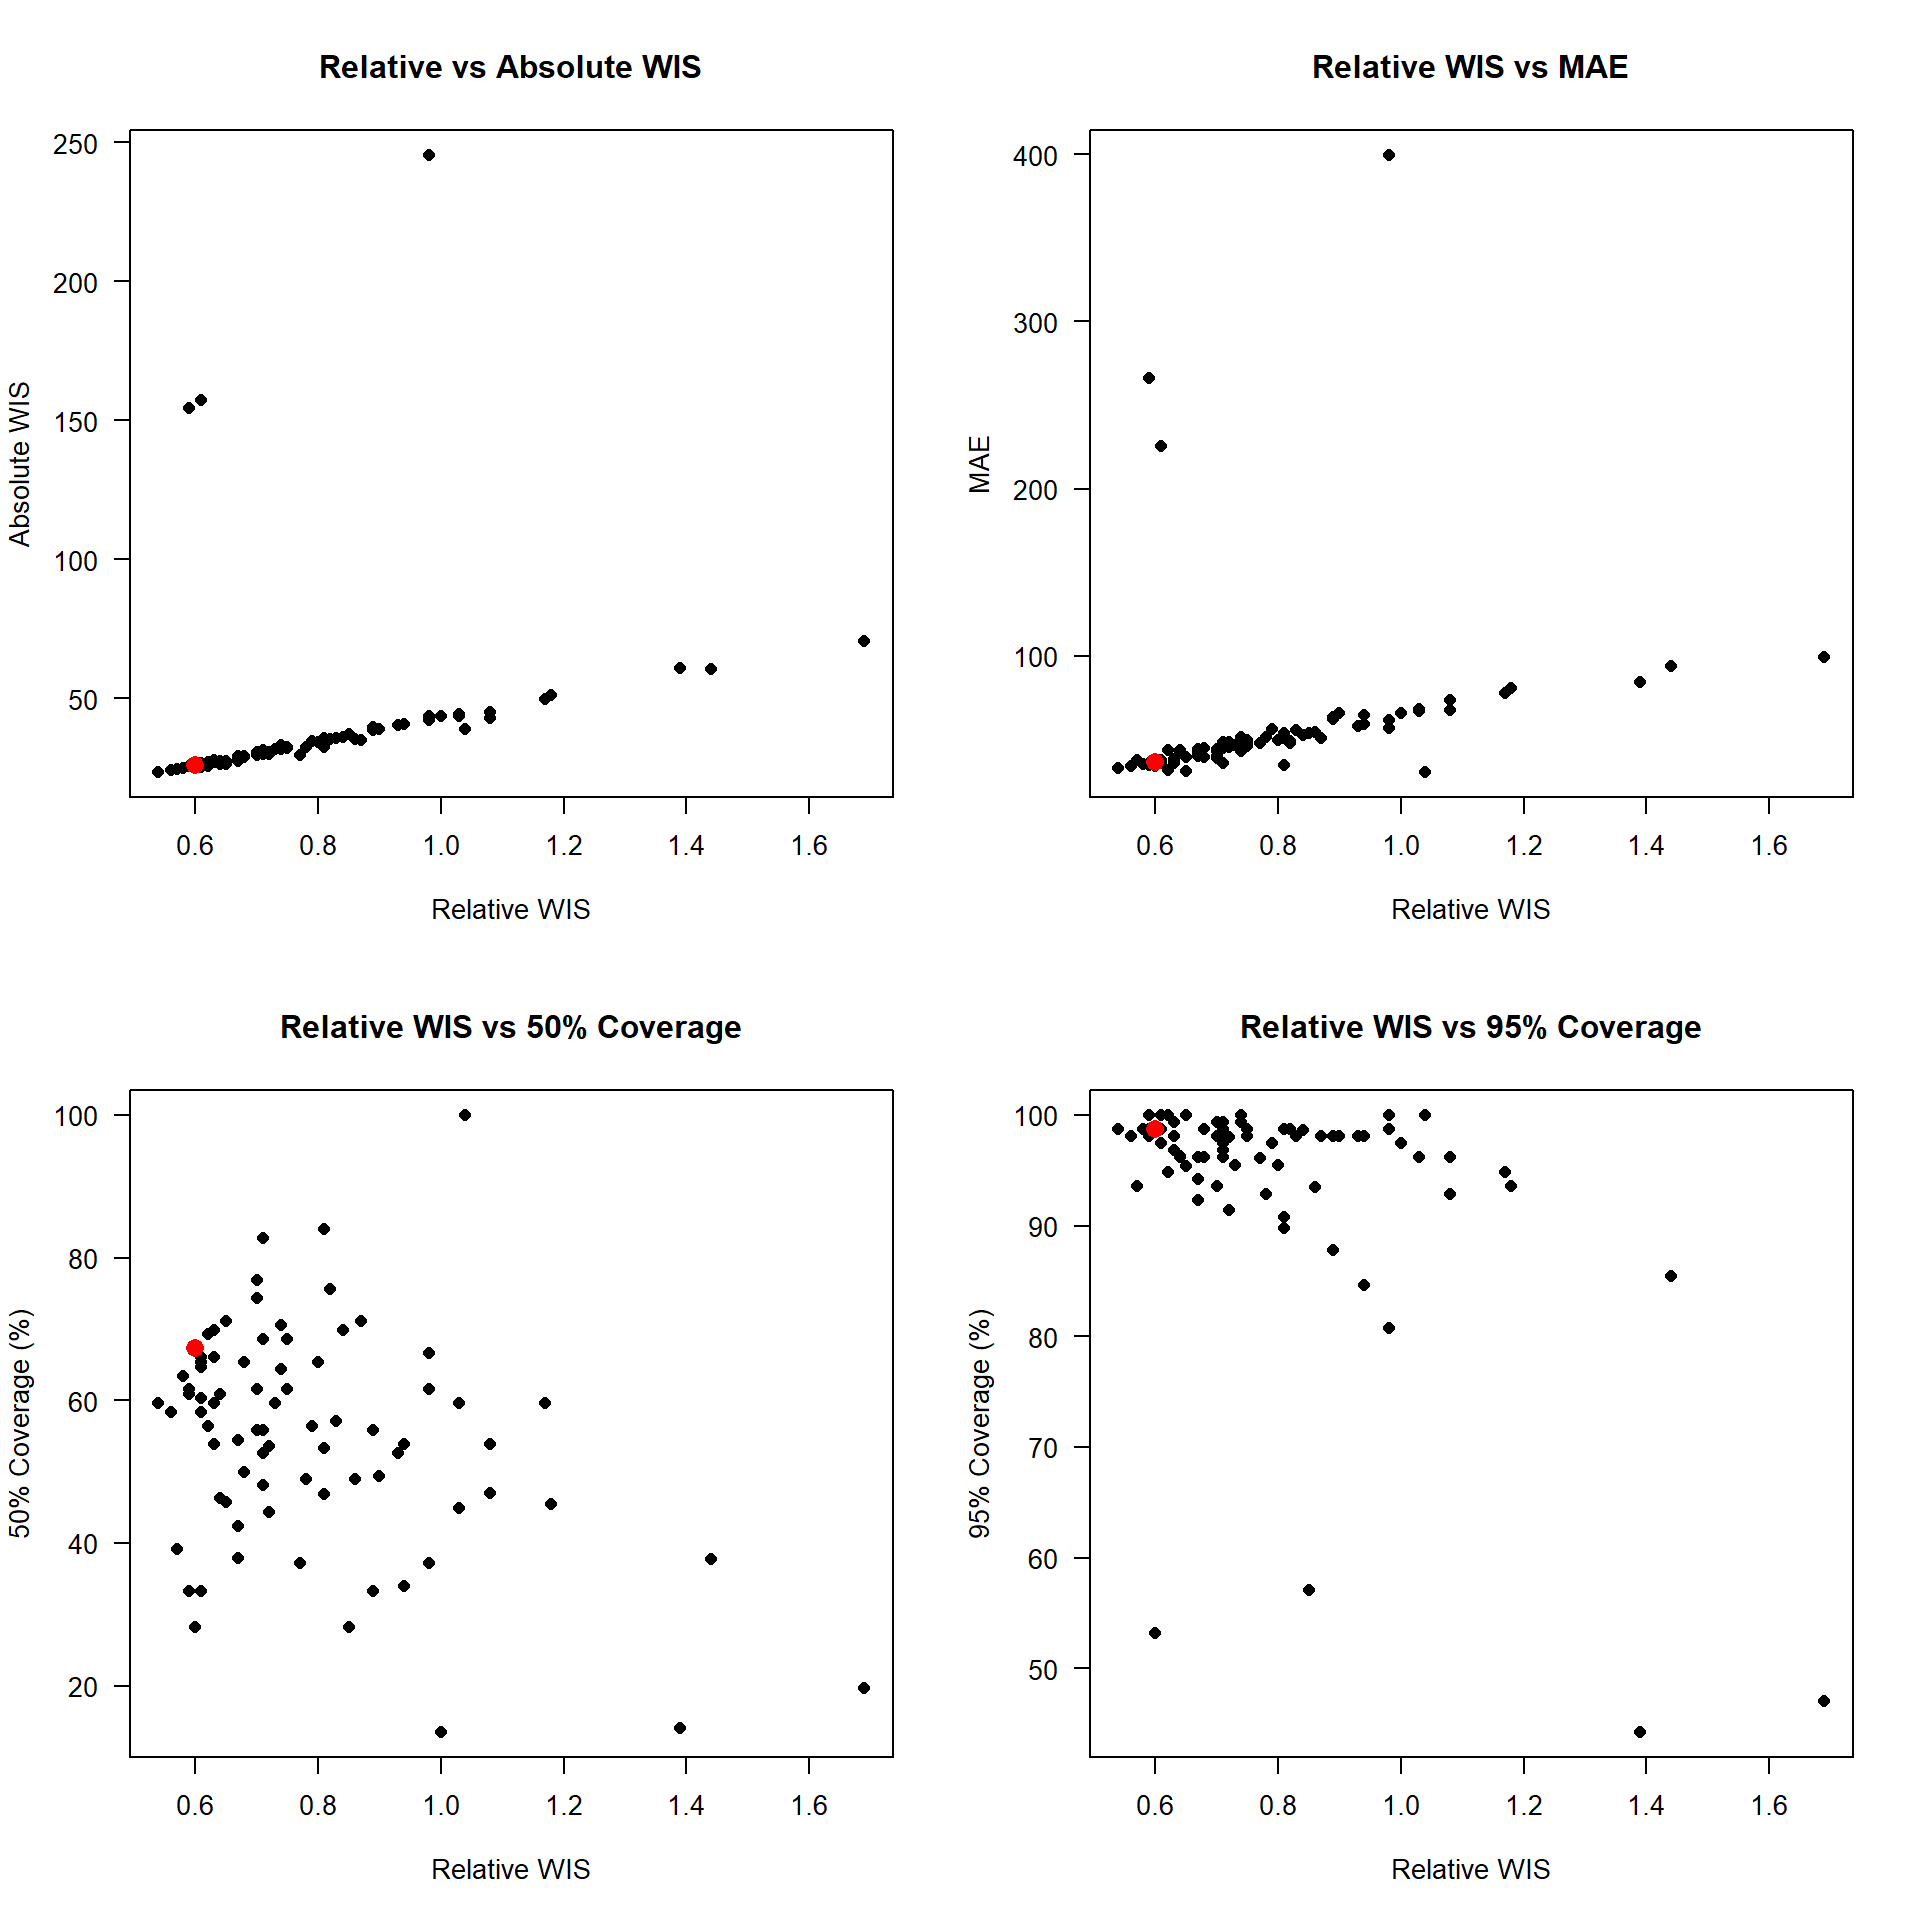 Relative vs Absolute WIS
250
200
150
100
50
Absolute WIS
0.6 0.8 1.0 1.2 1.4 1.6
Relative WIS
Relative WIS vs MAE
400
300
200
100
MAE
0.6 0.8 1.0 1.2 1.4 1.6
Relative WIS
Relative WIS vs 50% Coverage
100
80
60
40
20
50% Coverage (%)
0.6 0.8 1.0 1.2 1.4 1.6
Relative WIS
Relative WIS vs 95% Coverage
100
90
80
70
60
50
95% Coverage (%)
0.6 0.8 1.0 1.2 1.4 1.6
Relative WIS